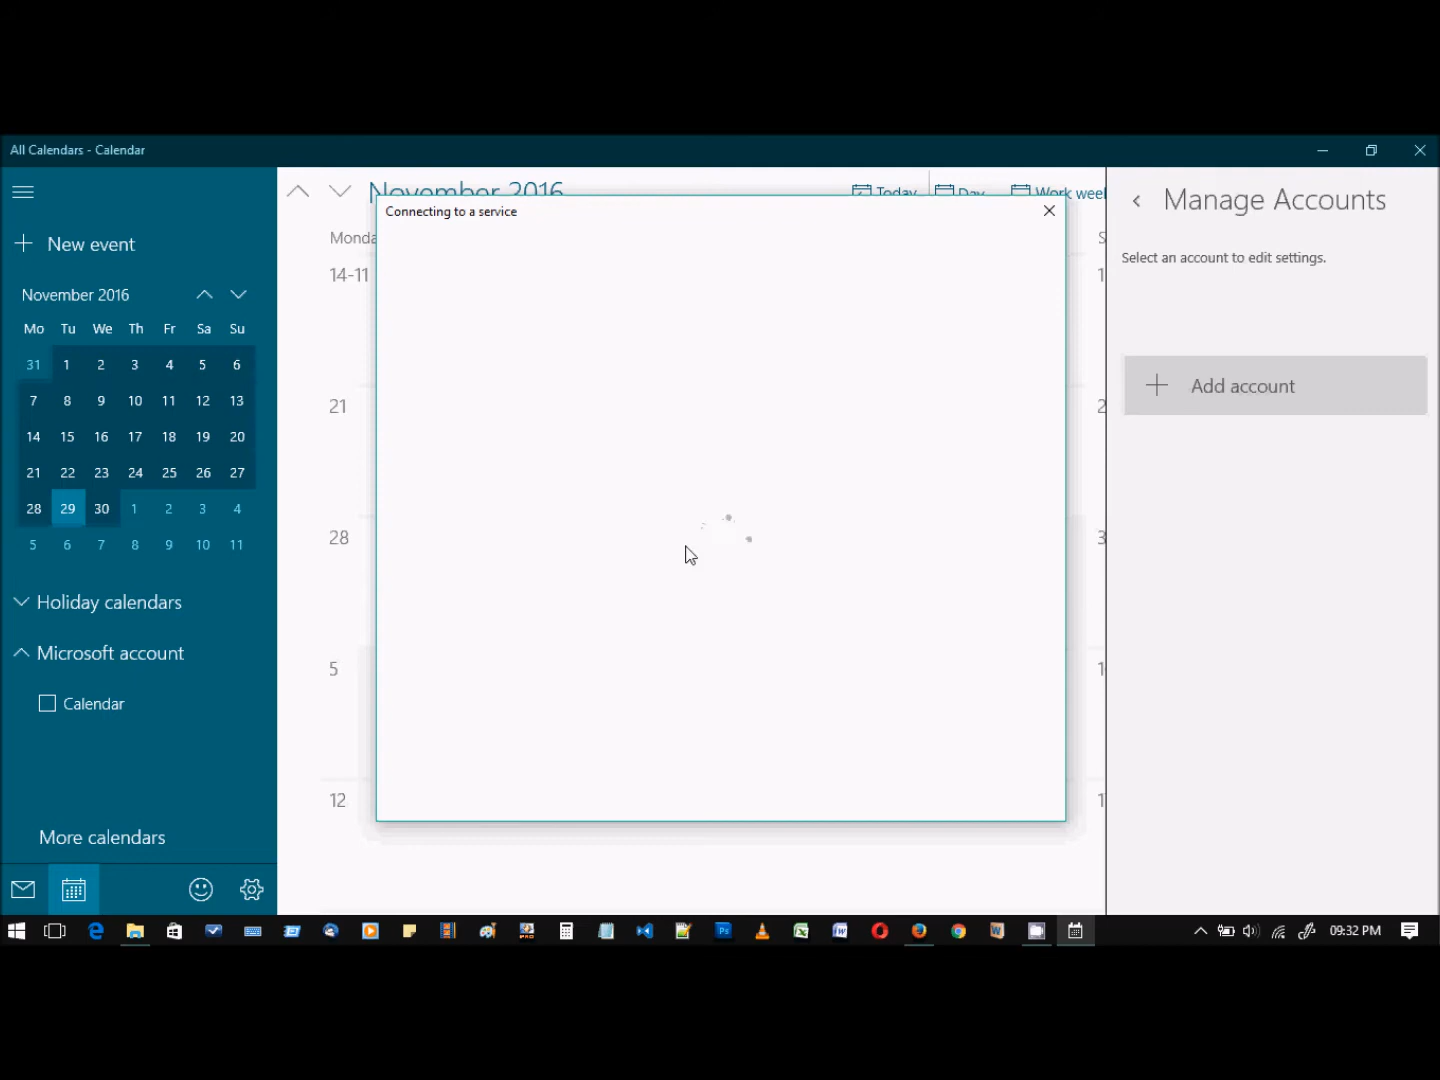 All Calendars - Calendar
New event
November 2016
Mo Tu We Th Fr Sa Su
31 1 2 3 4 5 6
7 8 9 10 11 12 13
14 15 16 17 18 19 20
21 22 23 24 25 26 27
28 29 30 1 2 3 4
5 6 7 8 9 10 11
Holiday calendars
Microsoft account
Calendar
More calendars
November 2016
Today
Day
14-11
21
28
5
12
Connecting to a service
Manage Accounts
Select an account to edit settings.
Add account
09:32 PM